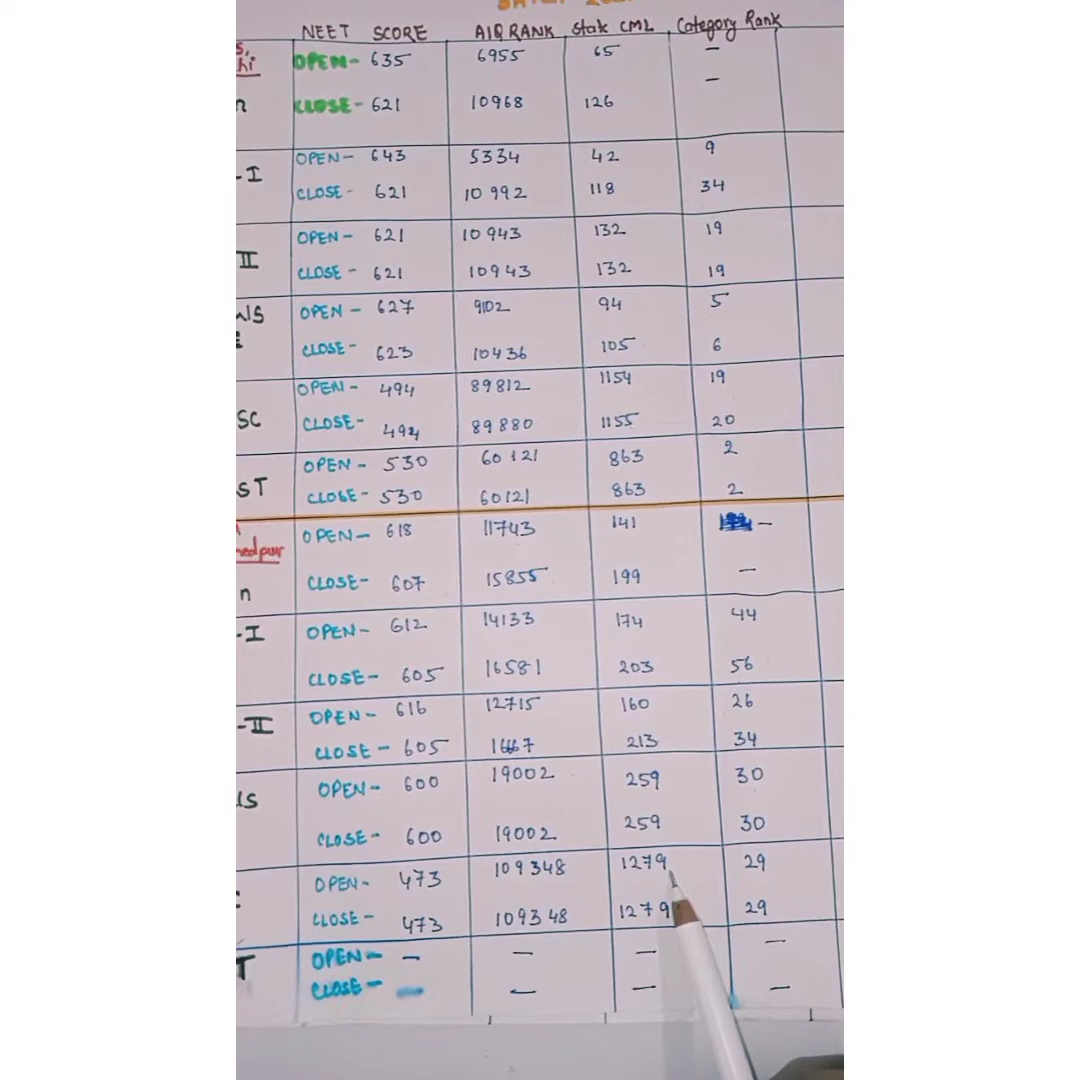 NEET SCORE AIQ RANK State CML Category Rank
OPEN- 635 6955 65 -
hi -
n CLOSE- 621 10968 126
OPEN- 643 5334 42 9
-I CLOSE- 621 10992 118 34
OPEN- 621 10943 132 19
II CLOSE- 621 10943 132 19
OPEN- 627 9102 94 5
CLOSE- 623 10436 105 6
OPEN- 494 89812 1154 19
SC CLOSE- 494 89880 1155 20
OPEN- 530 60121 863 2
ST CLOSE- 530 60121 863 2
OPEN- 618 11743 141 -
medpur
n CLOSE- 607 15855 199 -
-I OPEN- 612 14133 174 44
CLOSE- 605 16581 203 56
-II OPEN- 616 12715 160 26
CLOSE- 605 16667 213 34
OPEN- 600 19002 259 30
CLOSE- 600 19002 259 30
OPEN- 473 109348 1279 29
CLOSE- 473 109348 1279 29
T OPEN- - - - -
CLOSE- - - -